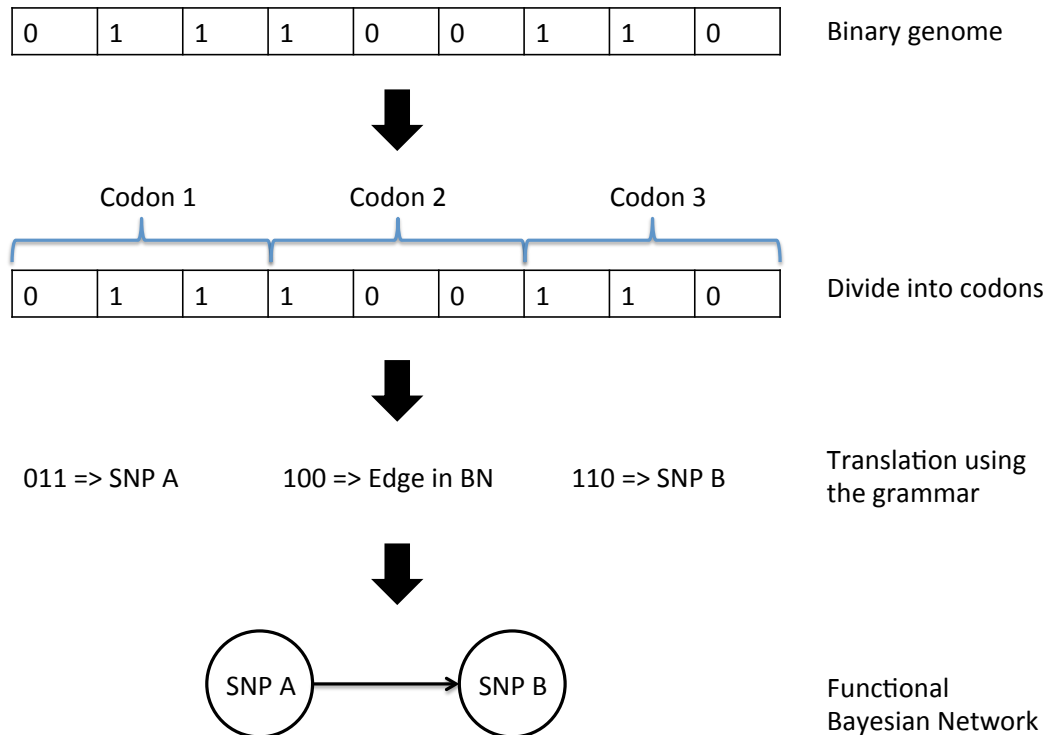 0 1 1 1 0 0 1 1 0 Binary genome
Codon 1 Codon 2 Codon 3
0 1 1 1 0 0 1 1 0 Divide into codons
011 => SNP A 100 => Edge in BN 110 => SNP B
Translation using
the grammar
SNP A SNP B
Functional
Bayesian Network